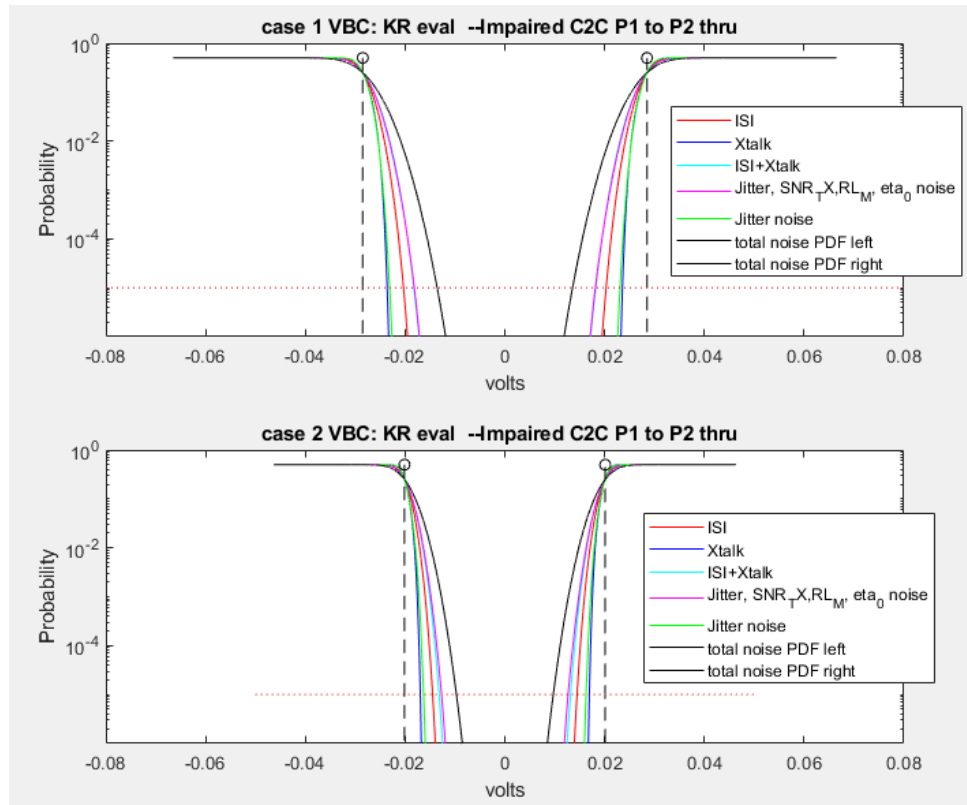 case 1 VBC: KR eval  --Impaired C2C P1 to P2 thru
10^0
10^-2
10^-4
Probability
-0.08 -0.06 -0.04 -0.02 0 0.02 0.04 0.06 0.08
volts
ISI
Xtalk
ISI+Xtalk
Jitter, SNR_TX,RL_M, eta_0 noise
Jitter noise
total noise PDF left
total noise PDF right
case 2 VBC: KR eval  --Impaired C2C P1 to P2 thru
10^0
10^-2
10^-4
Probability
-0.08 -0.06 -0.04 -0.02 0 0.02 0.04 0.06 0.08
volts
ISI
Xtalk
ISI+Xtalk
Jitter, SNR_TX,RL_M, eta_0 noise
Jitter noise
total noise PDF left
total noise PDF right